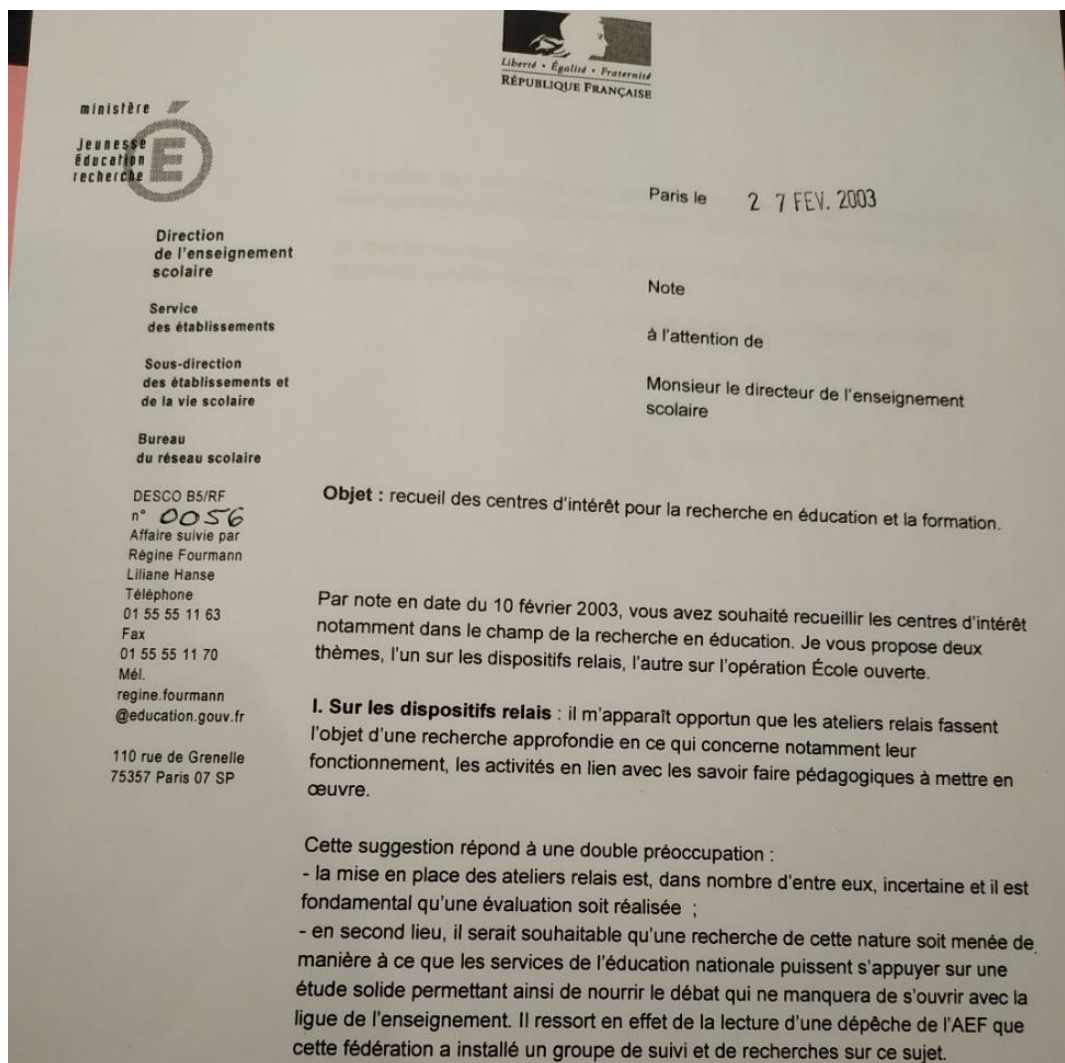 Liberté • Égalité • Fraternité
RÉPUBLIQUE FRANÇAISE
ministère
Jeunesse
éducation
recherche
É
Paris le 2 7 FEV. 2003
Direction
de l'enseignement
scolaire
Service
des établissements
Sous-direction
des établissements et
de la vie scolaire
Bureau
du réseau scolaire
DESCO B5/RF
n° 0056
Affaire suivie par
Règine Fourmann
Liliane Hanse
Téléphone
01 55 55 11 63
Fax
01 55 55 11 70
Mél.
regine.fourmann
@education.gouv.fr
110 rue de Grenelle
75357 Paris 07 SP
Note
à l'attention de
Monsieur le directeur de l'enseignement
scolaire
Objet : recueil des centres d'intérêt pour la recherche en éducation et la formation.
Par note en date du 10 février 2003, vous avez souhaité recueillir les centres d'intérêt
notamment dans le champ de la recherche en éducation. Je vous propose deux
thèmes, l'un sur les dispositifs relais, l'autre sur l'opération École ouverte.
I. Sur les dispositifs relais : il m'apparaît opportun que les ateliers relais fassent
l'objet d'une recherche approfondie en ce qui concerne notamment leur
fonctionnement, les activités en lien avec les savoir faire pédagogiques à mettre en
œuvre.
Cette suggestion répond à une double préoccupation :
- la mise en place des ateliers relais est, dans nombre d'entre eux, incertaine et il est
fondamental qu'une évaluation soit réalisée ;
- en second lieu, il serait souhaitable qu'une recherche de cette nature soit menée de
manière à ce que les services de l'éducation nationale puissent s'appuyer sur une
étude solide permettant ainsi de nourrir le débat qui ne manquera de s'ouvrir avec la
ligue de l'enseignement. Il ressort en effet de la lecture d'une dépêche de l'AEF que
cette fédération a installé un groupe de suivi et de recherches sur ce sujet.